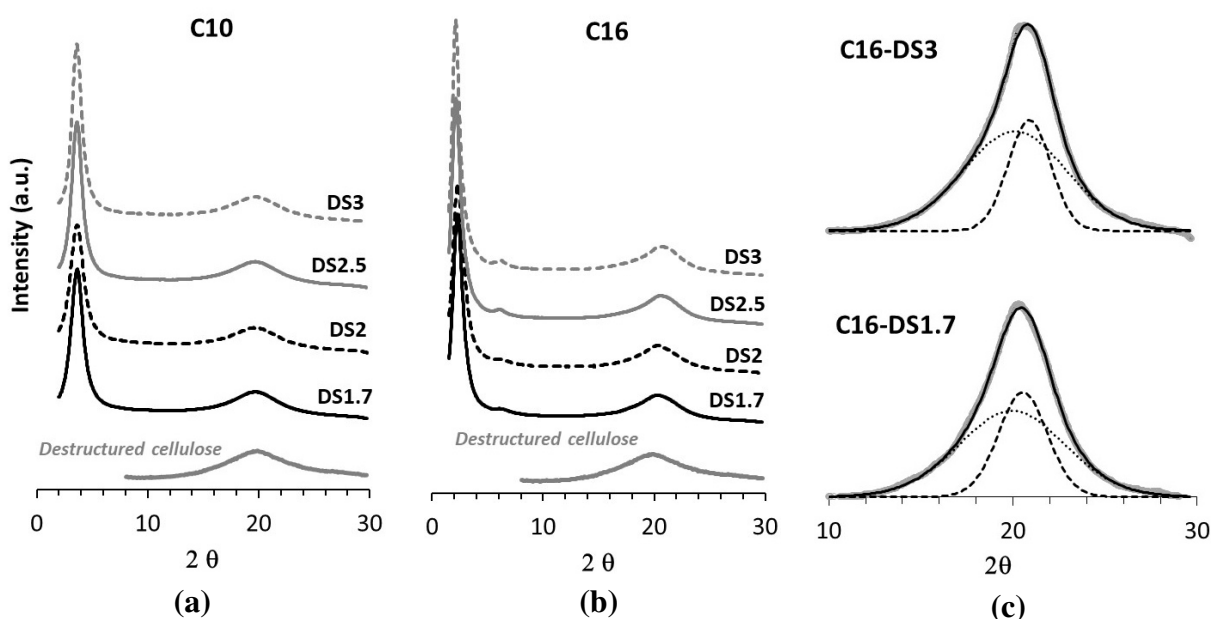 C10
Intensity (a.u.)
DS3
DS2.5
DS2
DS1.7
Destructured cellulose
0 10 20 30
2 θ
(a)
C16
DS3
DS2.5
DS2
DS1.7
Destructured cellulose
0 10 20 30
2 θ
(b)
C16-DS3
C16-DS1.7
10 20 30
2θ
(c)